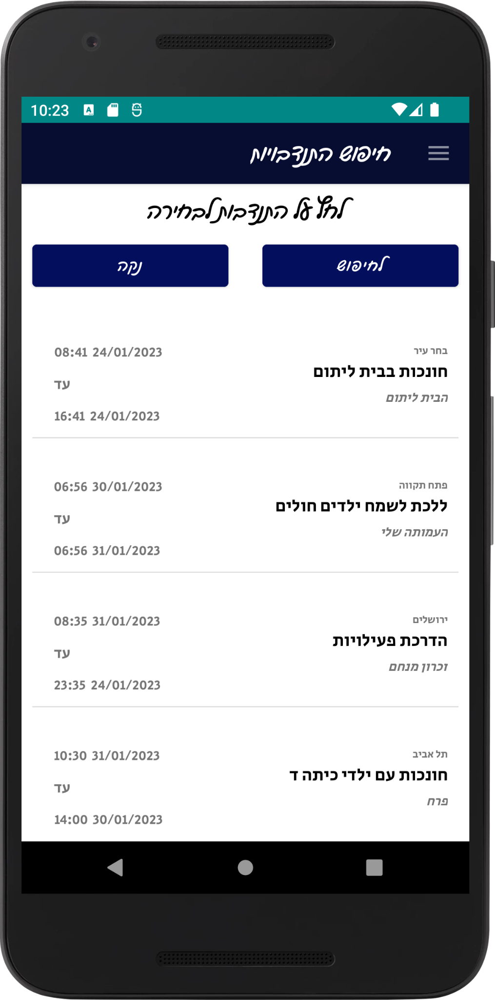 10:23
חיפוש התנדבויות
לחץ על התנדבות לבחירה
לחיפוש
נקה
בחר עיר
חונכות בבית ליתום
הבית ליתום
08:41 24/01/2023
עד
16:41 24/01/2023
פתח תקווה
ללכת לשמח ילדים חולים
העמותה שלי
06:56 30/01/2023
עד
06:56 31/01/2023
ירושלים
הדרכת פעילויות
זכרון מנחם
08:35 31/01/2023
עד
23:35 24/01/2023
תל אביב
חונכות עם ילדי כיתה ד
פרח
10:30 31/01/2023
עד
14:00 30/01/2023